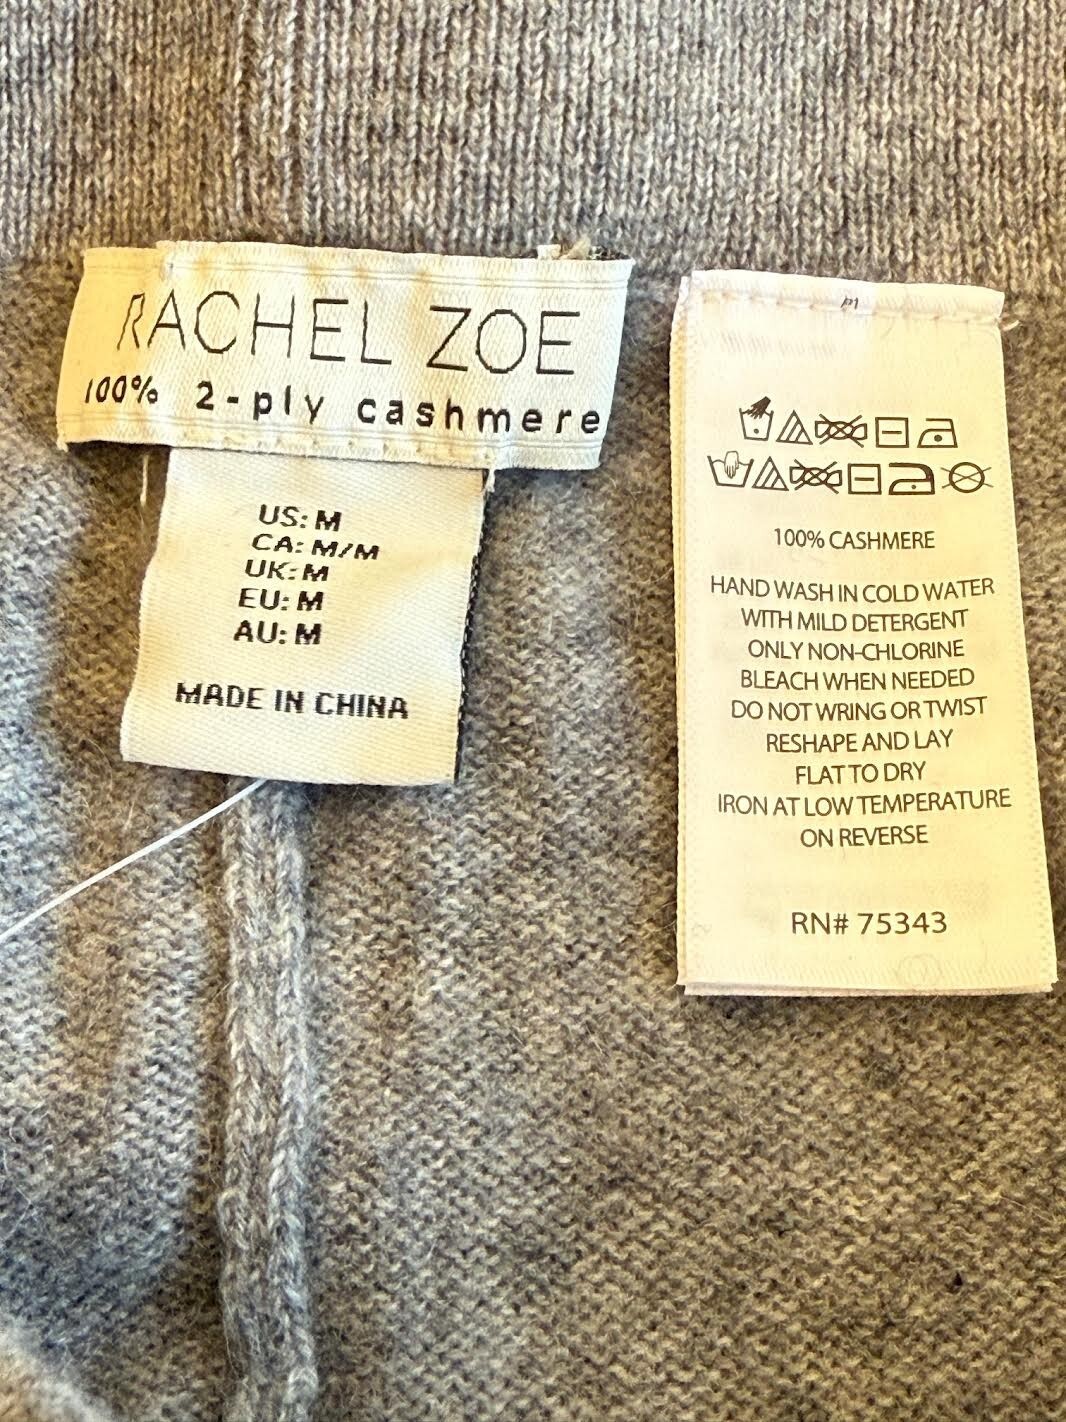 RACHEL ZOE
100% 2-ply cashmere
US: M
CA: M/M
UK: M
EU: M
AU: M
MADE IN CHINA
100% CASHMERE
HAND WASH IN COLD WATER
WITH MILD DETERGENT
ONLY NON-CHLORINE
BLEACH WHEN NEEDED
DO NOT WRING OR TWIST
RESHAPE AND LAY
FLAT TO DRY
IRON AT LOW TEMPERATURE
ON REVERSE
RN# 75343